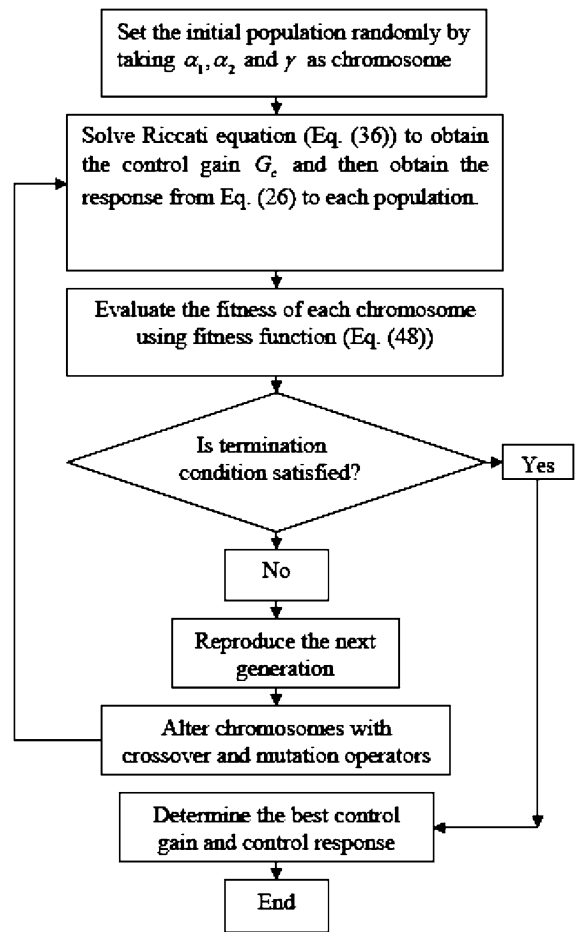 Set the initial population randomly by
taking α₁, α₂ and γ as chromosome
Solve Riccati equation (Eq. (36)) to obtain
the control gain G_c and then obtain the
response from Eq. (26) to each population.
Evaluate the fitness of each chromosome
using fitness function (Eq. (48))
Is termination
condition satisfied?
Yes
No
Reproduce the next
generation
Alter chromosomes with
crossover and mutation operators
Determine the best control
gain and control response
End